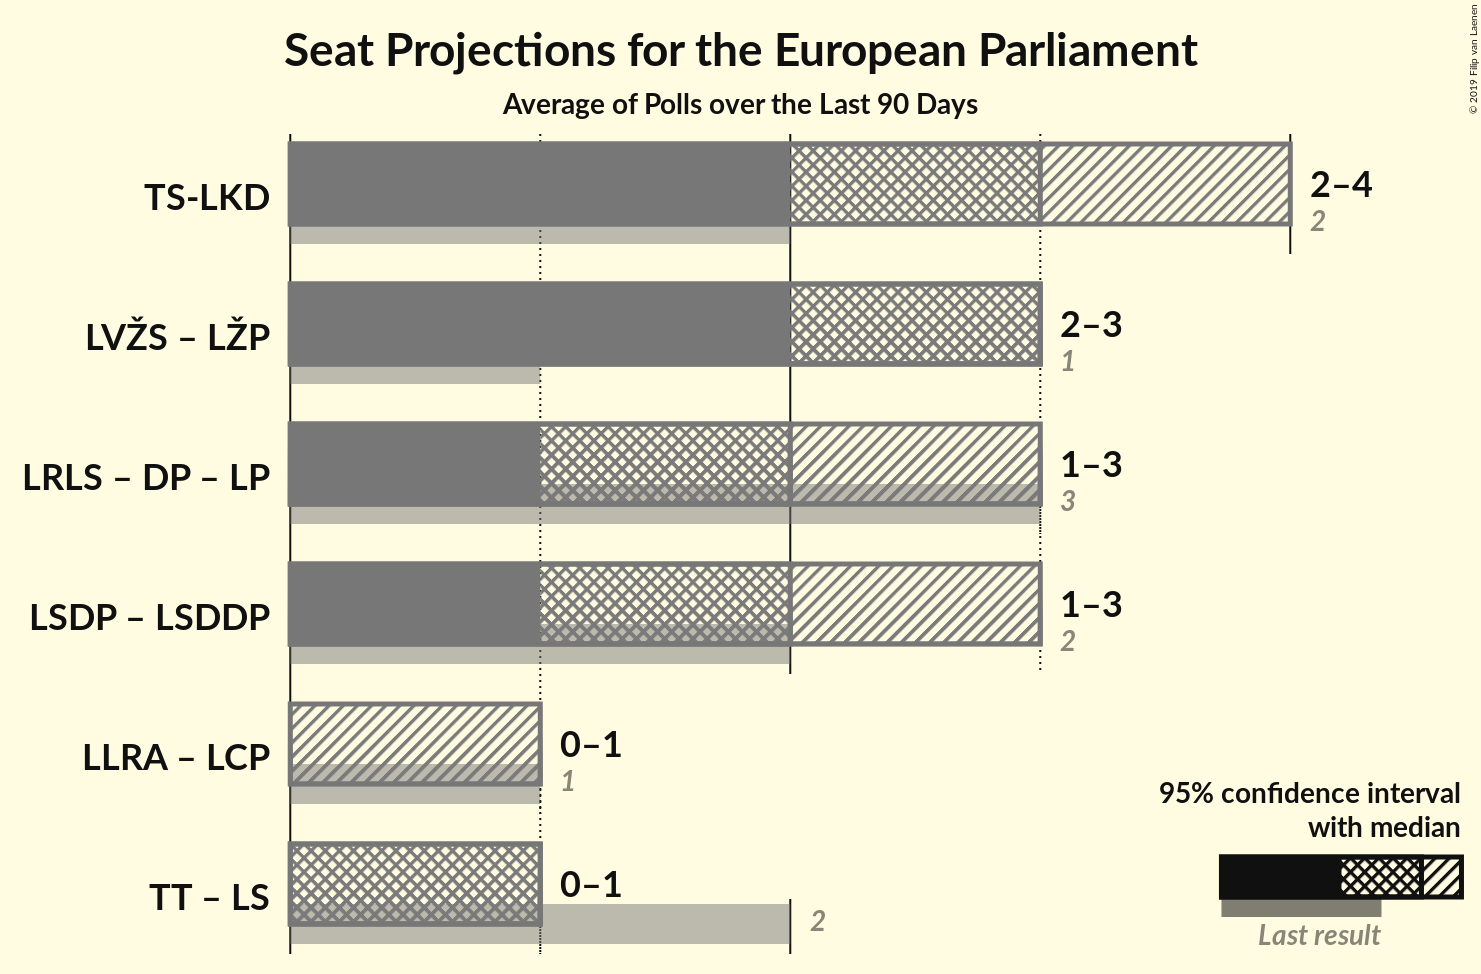 Seat Projections for the European Parliament
Average of Polls over the Last 90 Days
© 2019 Filip van Laenen
TS-LKD
2–4
2
LVŽS – LŽP
2–3
1
LRLS – DP – LP
1–3
3
LSDP – LSDDP
1–3
2
LLRA – LCP
0–1
1
TT – LS
0–1
2
95% confidence interval
with median
Last result